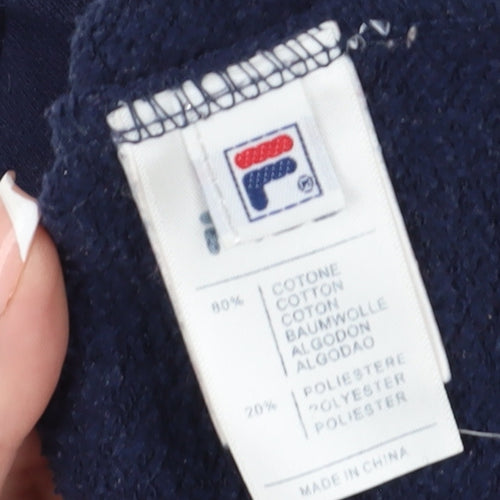 F
80%
COTONE
COTTON
COTON
BAUMWOLLE
ALGODON
ALGODAO
20%
POLIESTERE
POLYESTER
POLIESTER
MADE IN CHINA